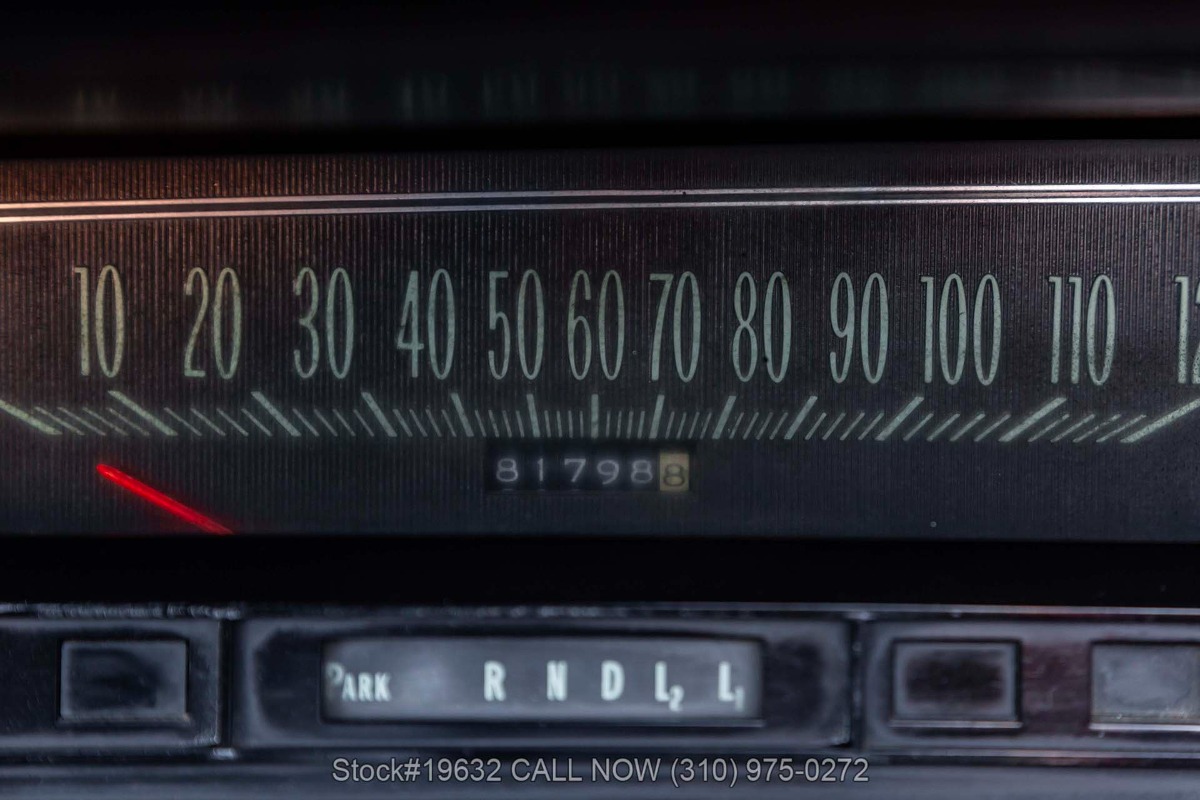 10 20 30 40 50 60 70 80 90 100 110 12
817988
PARK R N D L2 L1
Stock#19632 CALL NOW (310) 975-0272